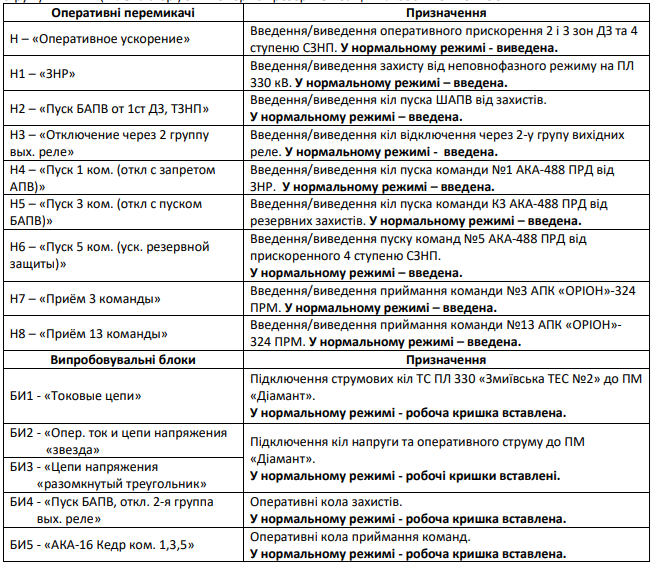 Оперативні перемикачі
Призначення
Н – «Оперативное ускорение»
Введення/виведення оперативного прискорення 2 і 3 зон ДЗ та 4
ступеню СЗНП. У нормальному режимі - виведена.
Н1 – «ЗНР»
Введення/виведення захисту від неповнофазного режиму на ПЛ
330 кВ. У нормальному режимі – введена.
Н2 – «Пуск БАПВ от 1ст ДЗ, ТЗНП»
Введення/виведення кіл пуска ШАПВ від захистів.
У нормальному режимі – введена.
Н3 – «Отключение через 2 группу
вых. реле»
Введення/виведення кіл відключення через 2-у групу вихідних
реле. У нормальному режимі - введена.
Н4 – «Пуск 1 ком. (откл с запретом
АПВ)»
Введення/виведення кіл пуска команди №1 АКА-488 ПРД від
ЗНР. У нормальному режимі – введена.
Н5 – «Пуск 3 ком. (откл с пуском
БАПВ)»
Введення/виведення кіл пуска команди К3 АКА-488 ПРД від
резервних захистів. У нормальному режимі – введена.
Н6 – «Пуск 5 ком. (уск. резервной
защиты)»
Введення/виведення пуску команд №5 АКА-488 ПРД від
прискоренного 4 ступеню СЗНП.
У нормальному режимі – введена.
Н7 – «Приём 3 команды»
Введення/виведення приймання команди №3 АПК «ОРІОН»-324
ПРМ. У нормальному режимі – введена.
Н8 – «Приём 13 команды»
Введення/виведення приймання команди №13 АПК «ОРІОН»-
324 ПРМ. У нормальному режимі – введена.
Випробовувальні блоки
Призначення
БИ1 - «Токовые цепи»
Підключення струмових кіл ТС ПЛ 330 «Зміївська ТЕС №2» до ПМ
«Діамант».
У нормальному режимі - робоча кришка вставлена.
БИ2 - «Опер. ток и цепи напряжения
«звезда»
БИ3 - «Цепи напряжения
«разомкнутый треугольник»
Підключення кіл напруги та оперативного струму до ПМ
«Діамант».
У нормальному режимі - робочі кришки вставлені.
БИ4 - «Пуск БАПВ, откл. 2-я группа
вых. реле»
Оперативні кола захистів.
У нормальному режимі - робоча кришка вставлена.
БИ5 - «АКА-16 Кедр ком. 1,3,5»
Оперативні кола приймання команд.
У нормальному режимі - робоча кришка вставлена.